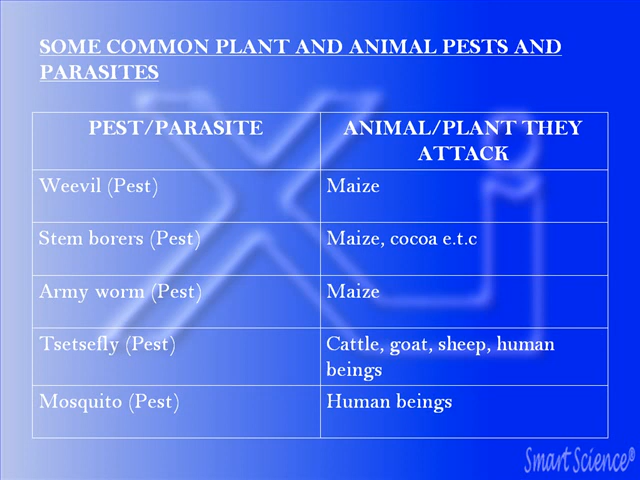 SOME COMMON PLANT AND ANIMAL PESTS AND
PARASITES
PEST/PARASITE
ANIMAL/PLANT THEY
ATTACK
Weevil (Pest)
Maize
Stem borers (Pest)
Maize, cocoa e.t.c
Army worm (Pest)
Maize
Tsetsefly (Pest)
Cattle, goat, sheep, human
beings
Mosquito (Pest)
Human beings
Smart Science®